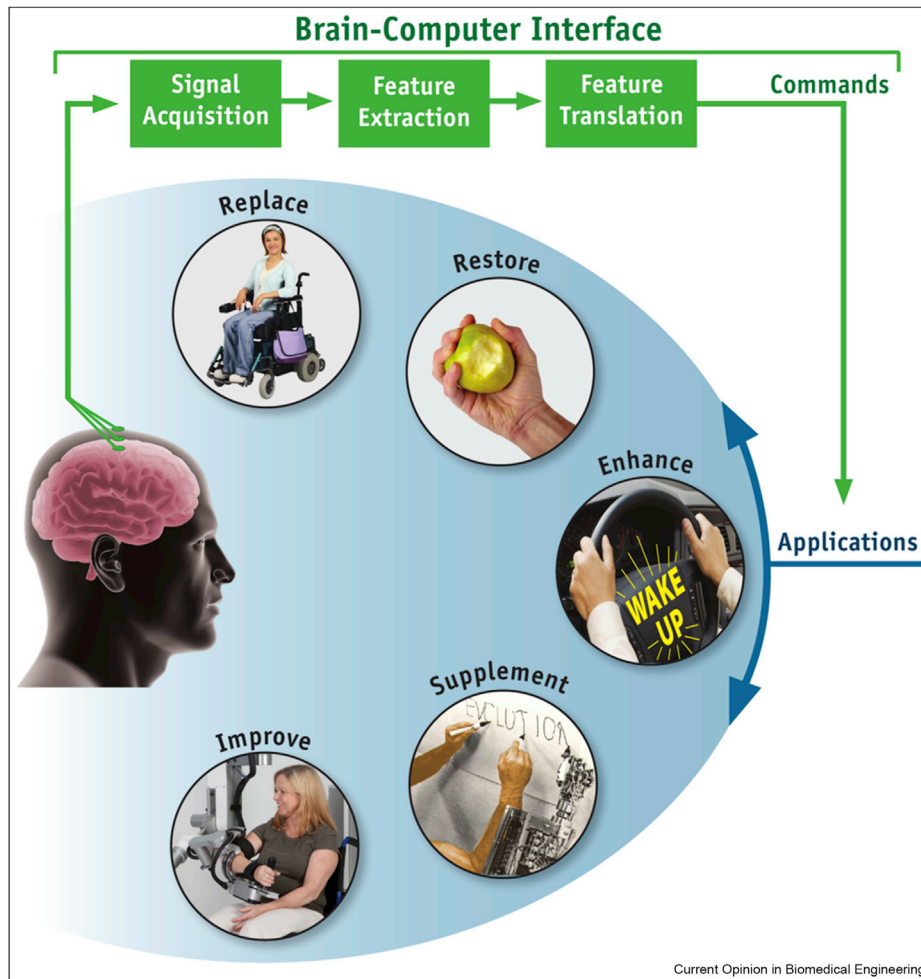 Brain-Computer Interface
Signal
Acquisition
Feature
Extraction
Feature
Translation
Commands
Replace
Restore
Enhance
WAKE
UP
Applications
Supplement
EVOLUTION
Improve
Current Opinion in Biomedical Engineering